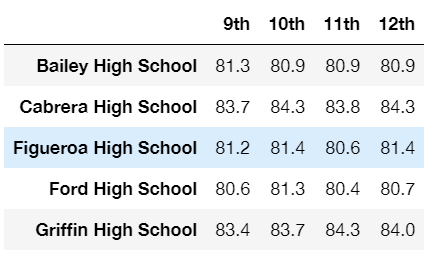 9th 10th 11th 12th
Bailey High School 81.3 80.9 80.9 80.9
Cabrera High School 83.7 84.3 83.8 84.3
Figueroa High School 81.2 81.4 80.6 81.4
Ford High School 80.6 81.3 80.4 80.7
Griffin High School 83.4 83.7 84.3 84.0